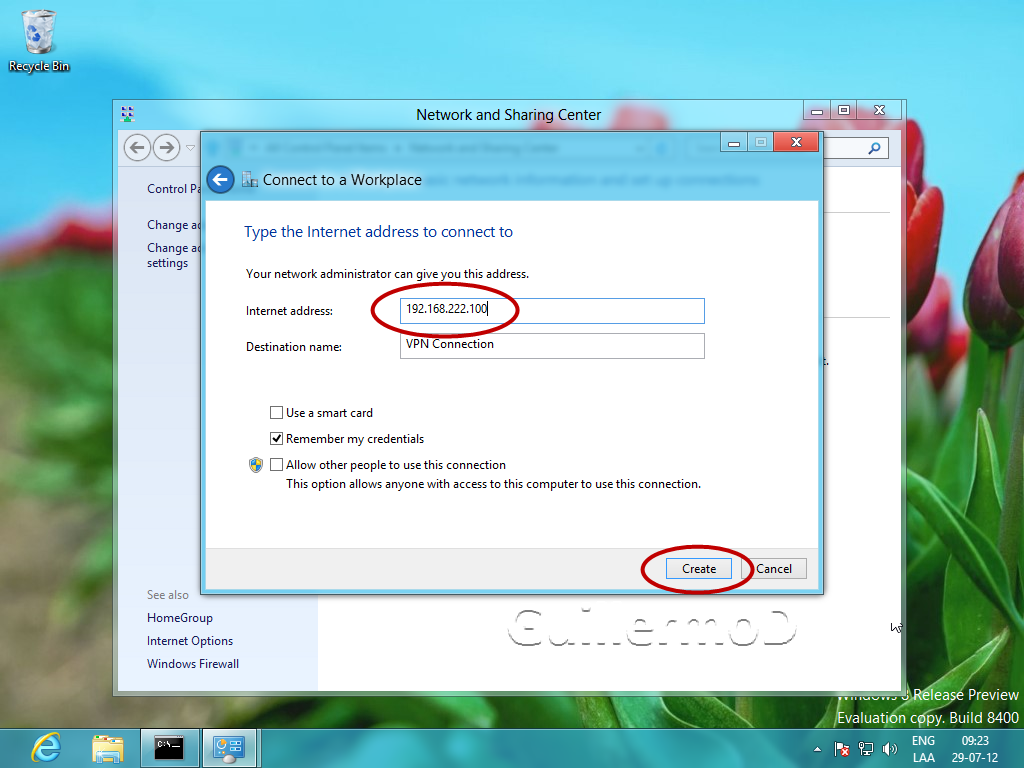 Recycle Bin
Network and Sharing Center
Control Pa
Change ad
Change ad
settings
Connect to a Workplace
Type the Internet address to connect to
Your network administrator can give you this address.
Internet address:
192.168.222.100
Destination name:
VPN Connection
Use a smart card
Remember my credentials
Allow other people to use this connection
This option allows anyone with access to this computer to use this connection.
Create
Cancel
See also
HomeGroup
Internet Options
Windows Firewall
GuillermoD
Windows 8 Release Preview
Evaluation copy. Build 8400
C:\
ENG
LAA
09:23
29-07-12